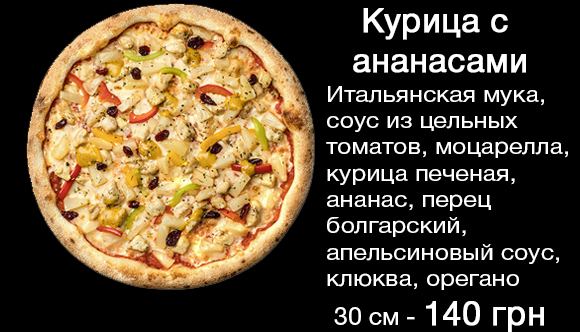 Курица с
ананасами
Итальянская мука,
соус из цельных
томатов, моцарелла,
курица печеная,
ананас, перец
болгарский,
апельсиновый соус,
клюква, орегано
30 см - 140 грн